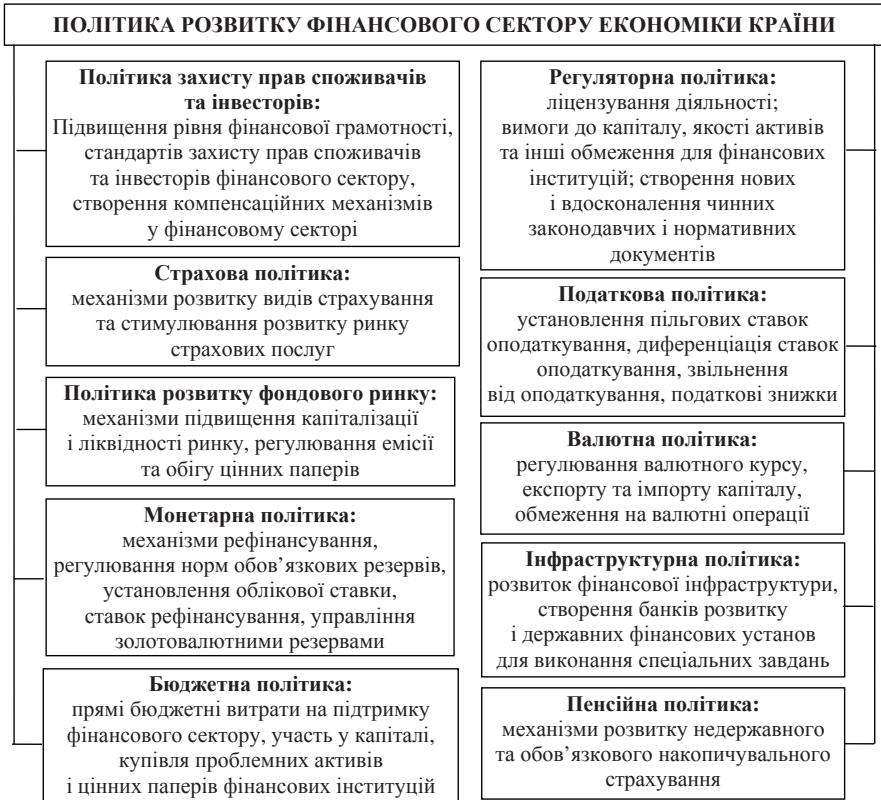 ПОЛІТИКА РОЗВИТКУ ФІНАНСОВОГО СЕКТОРУ ЕКОНОМІКИ КРАЇНИ
Політика захисту прав споживачів
та інвесторів:
Підвищення рівня фінансової грамотності,
стандартів захисту прав споживачів
та інвесторів фінансового сектору,
створення компенсаційних механізмів
у фінансовому секторі
Страхова політика:
механізми розвитку видів страхування
та стимулювання розвитку ринку
страхових послуг
Політика розвитку фондового ринку:
механізми підвищення капіталізації
і ліквідності ринку, регулювання емісії
та обігу цінних паперів
Монетарна політика:
механізми рефінансування,
регулювання норм обов’язкових резервів,
установлення облікової ставки,
ставок рефінансування, управління
золотовалютними резервами
Бюджетна політика:
прямі бюджетні витрати на підтримку
фінансового сектору, участь у капіталі,
купівля проблемних активів
і цінних паперів фінансових інституцій
Регуляторна політика:
ліцензування діяльності;
вимоги до капіталу, якості активів
та інші обмеження для фінансових
інституцій; створення нових
і вдосконалення чинних
законодавчих і нормативних
документів
Податкова політика:
установлення пільгових ставок
оподаткування, диференціація ставок
оподаткування, звільнення
від оподаткування, податкові знижки
Валютна політика:
регулювання валютного курсу,
експорту та імпорту капіталу,
обмеження на валютні операції
Інфраструктурна політика:
розвиток фінансової інфраструктури,
створення банків розвитку
і державних фінансових установ
для виконання спеціальних завдань
Пенсійна політика:
механізми розвитку недержавного
та обов’язкового накопичувального
страхування